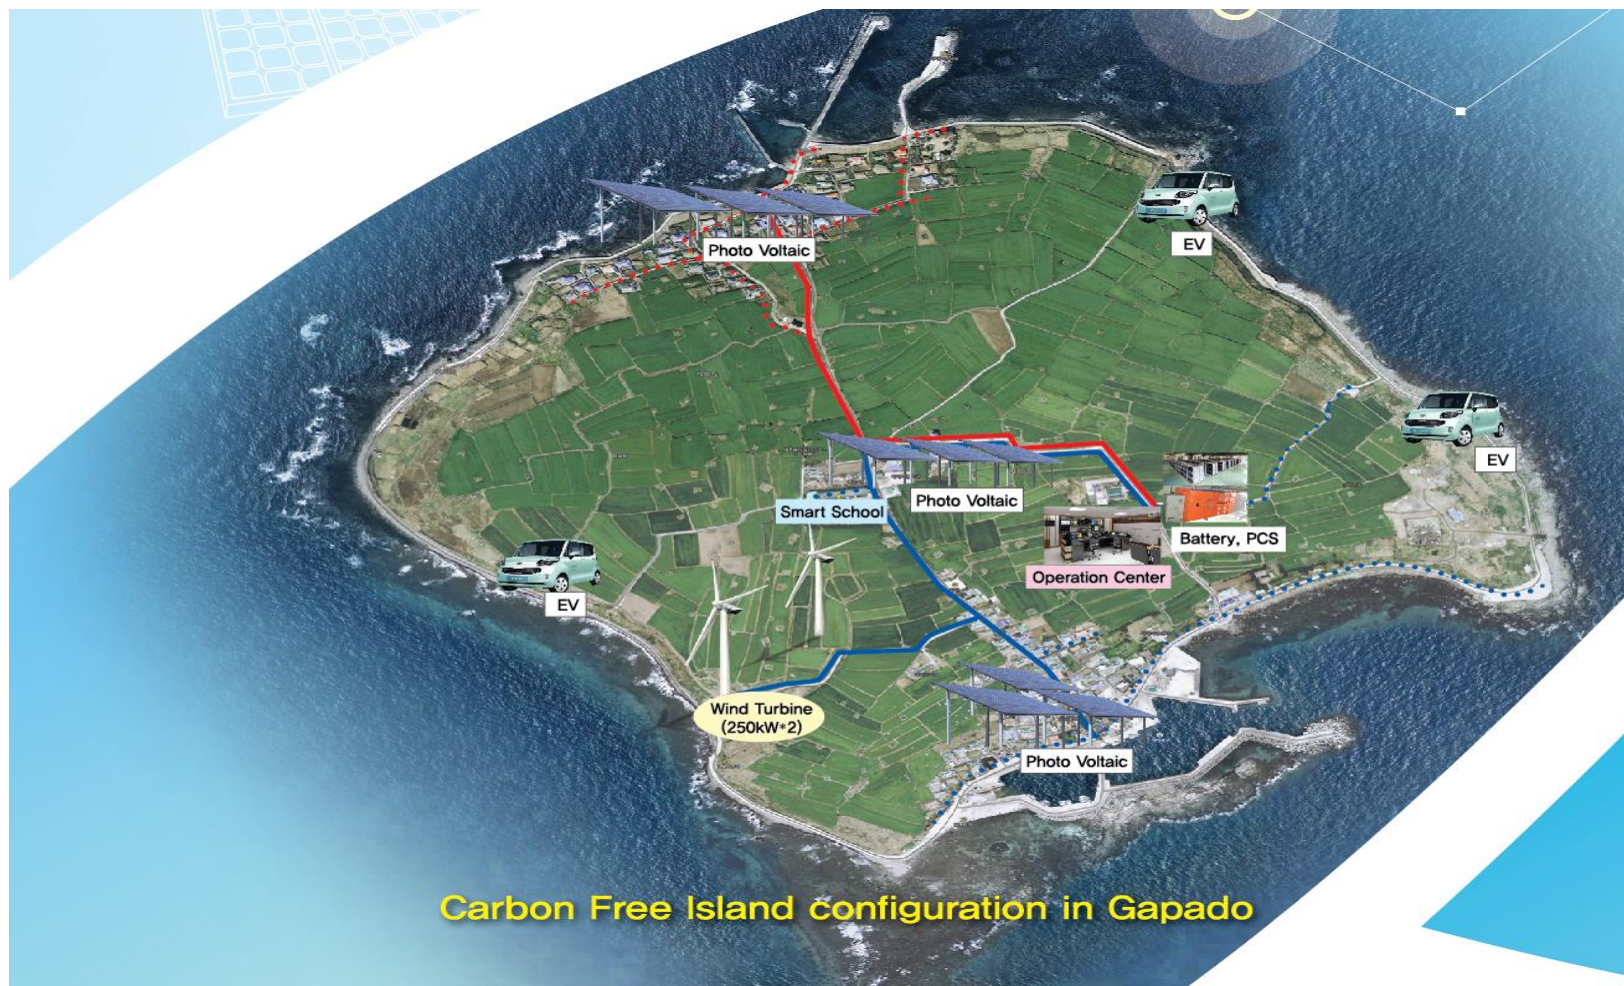 Photo Voltaic
EV
EV
Smart School
Photo Voltaic
Battery, PCS
Operation Center
EV
Wind Turbine
(250kW*2)
Photo Voltaic
Carbon Free Island configuration in Gapado